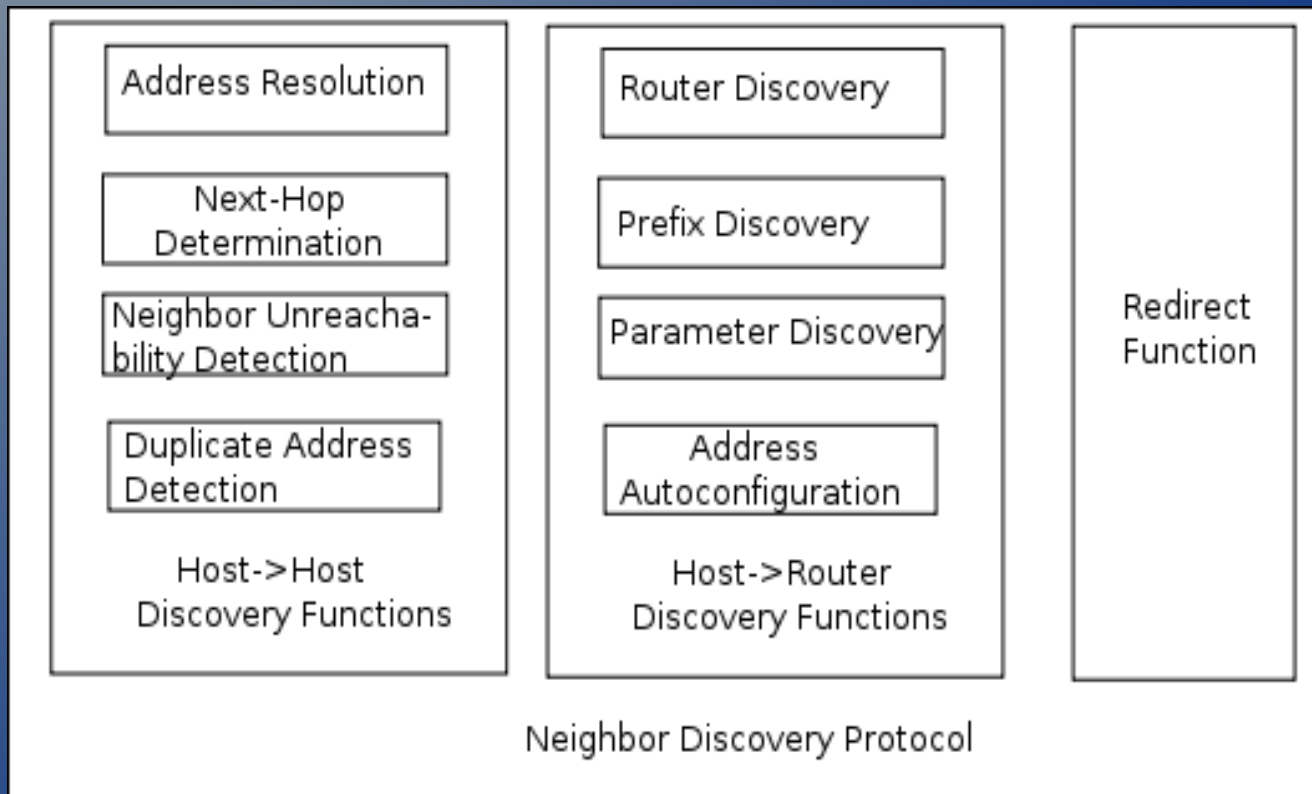 Address Resolution
Next-Hop
Determination
Neighbor Unreacha-
bility Detection
Duplicate Address
Detection
Host->Host
Discovery Functions
Router Discovery
Prefix Discovery
Parameter Discovery
Address
Autoconfiguration
Host->Router
Discovery Functions
Redirect
Function
Neighbor Discovery Protocol